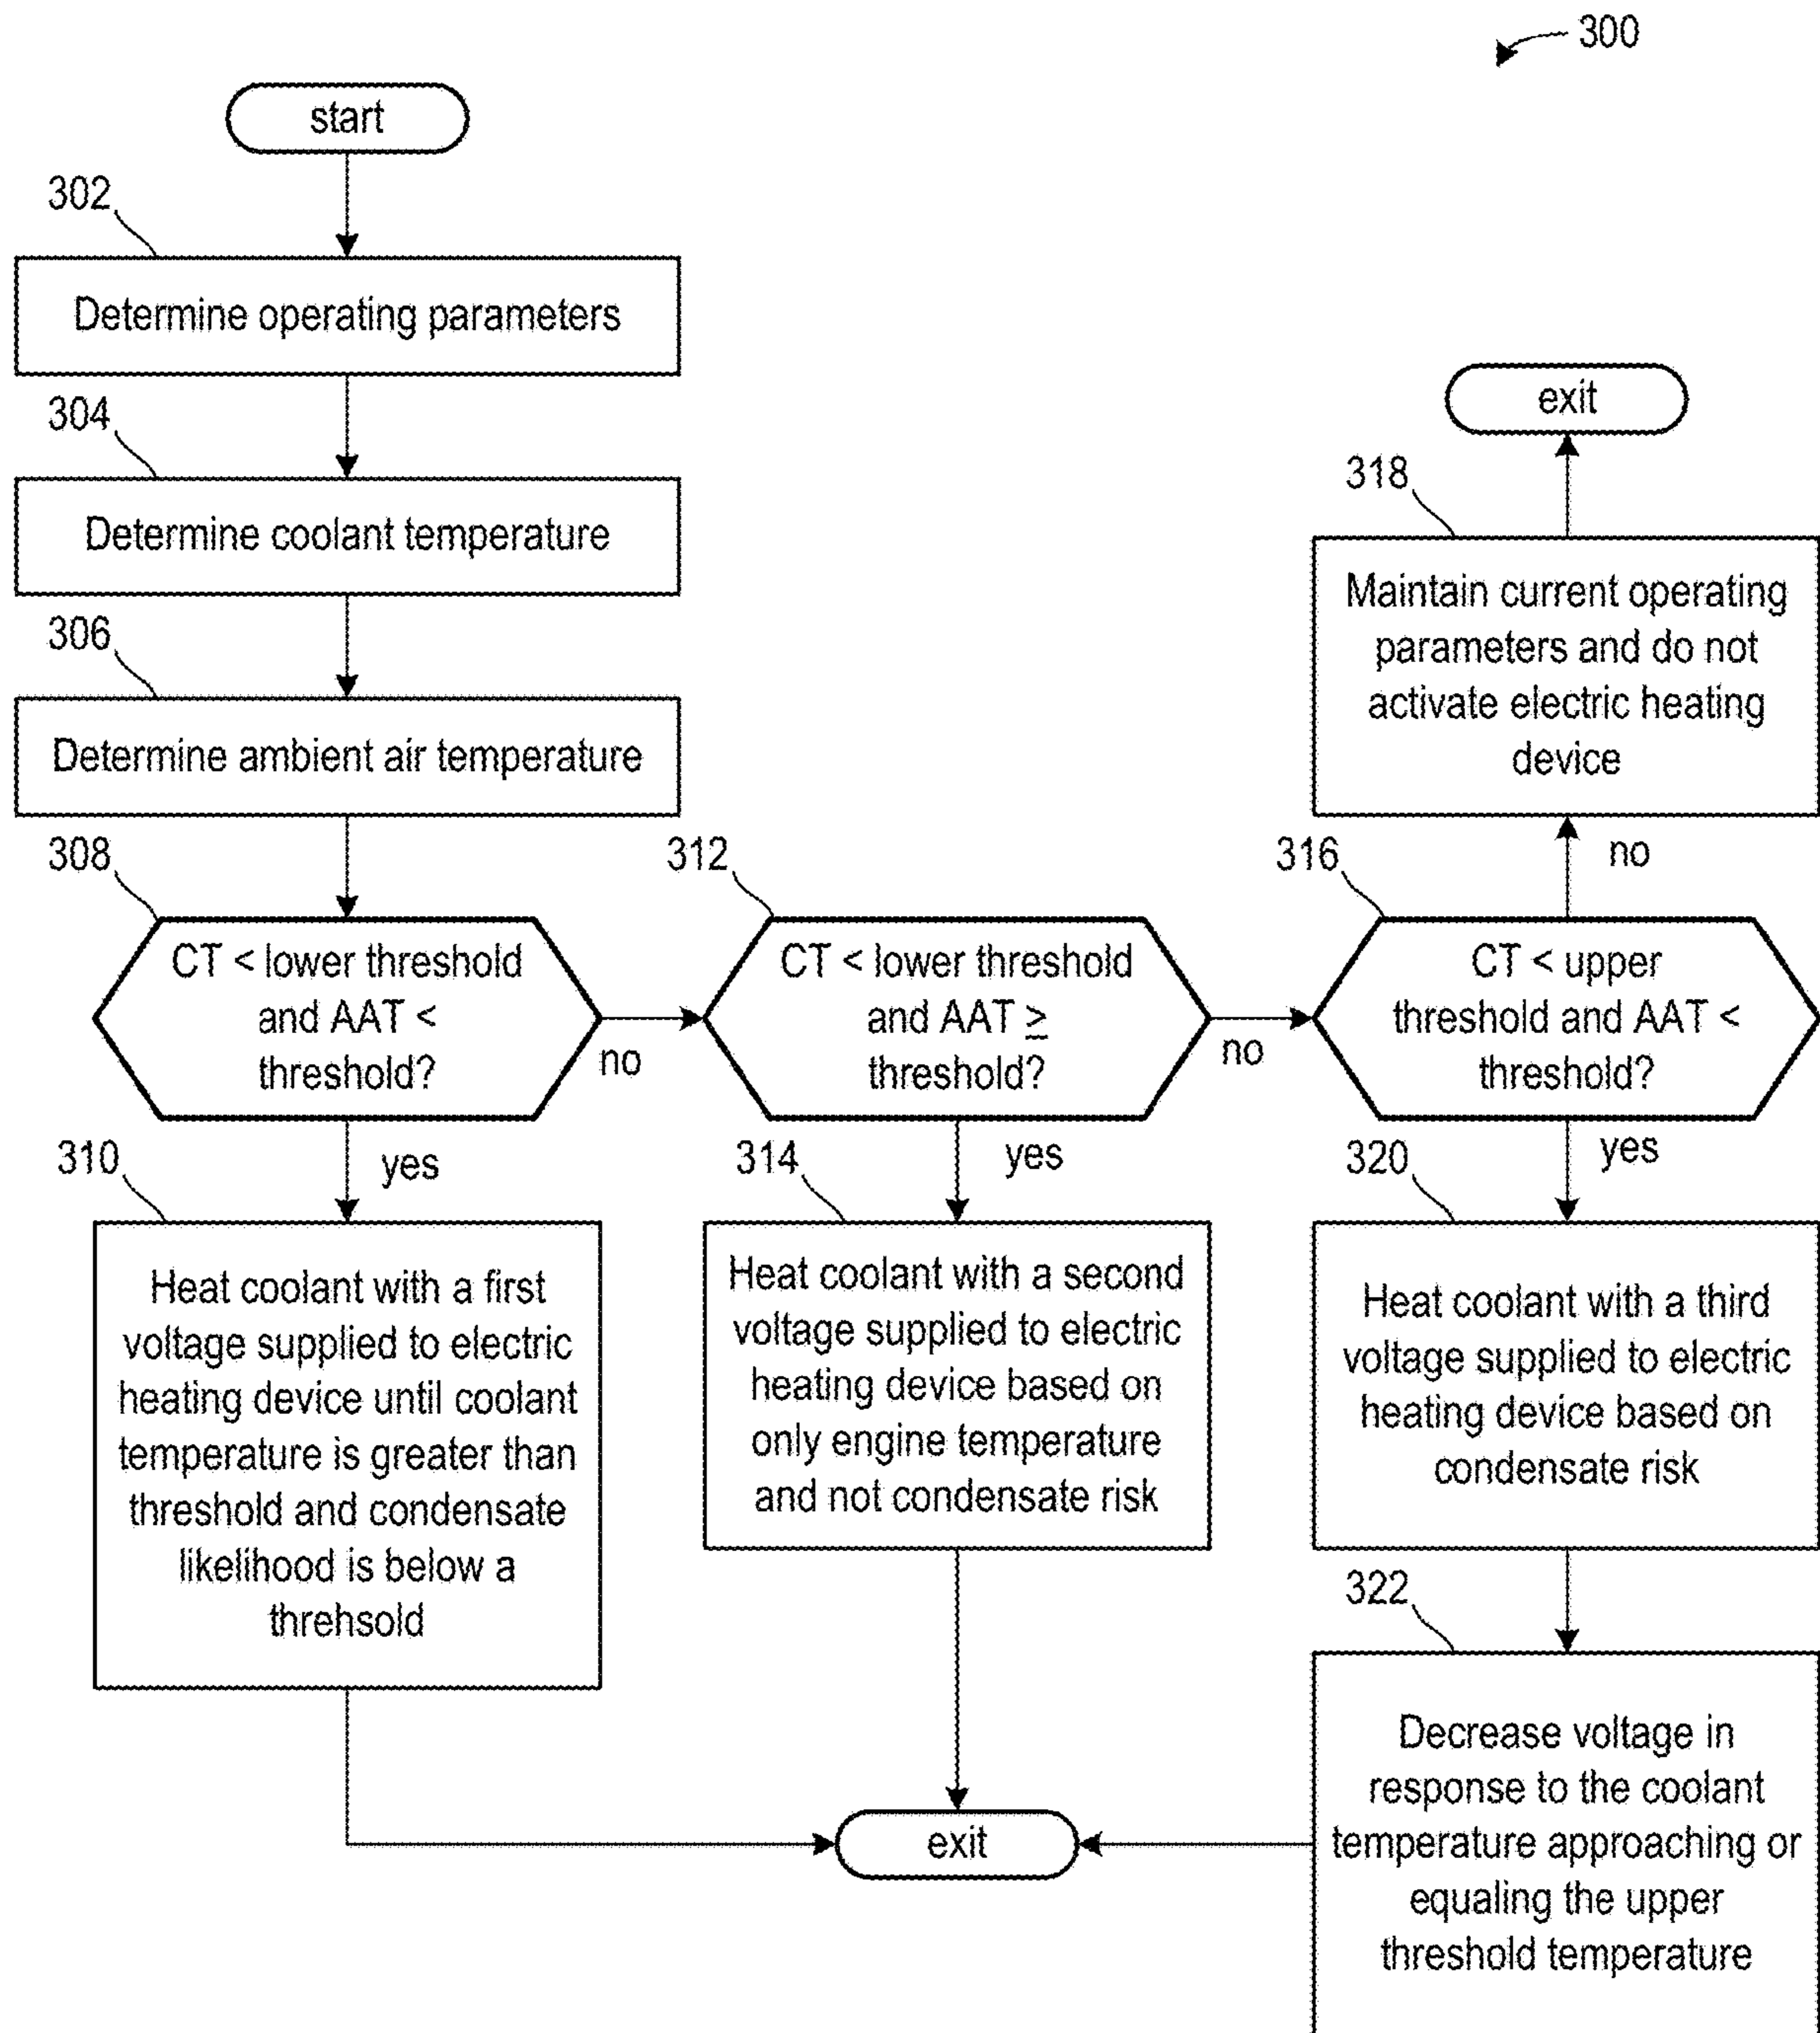 300
start
302
Determine operating parameters
304
Determine coolant temperature
306
Determine ambient air temperature
308
CT < lower threshold
and AAT <
threshold?
no
yes
310
Heat coolant with a first
voltage supplied to electric
heating device until coolant
temperature is greater than
threshold and condensate
likelihood is below a
threhsold
312
CT < lower threshold
and AAT ≥
threshold?
no
yes
314
Heat coolant with a second
voltage supplied to electric
heating device based on
only engine temperature
and not condensate risk
316
CT < upper
threshold and AAT <
threshold?
no
318
Maintain current operating
parameters and do not
activate electric heating
device
exit
yes
320
Heat coolant with a third
voltage supplied to electric
heating device based on
condensate risk
322
Decrease voltage in
response to the coolant
temperature approaching or
equaling the upper
threshold temperature
exit